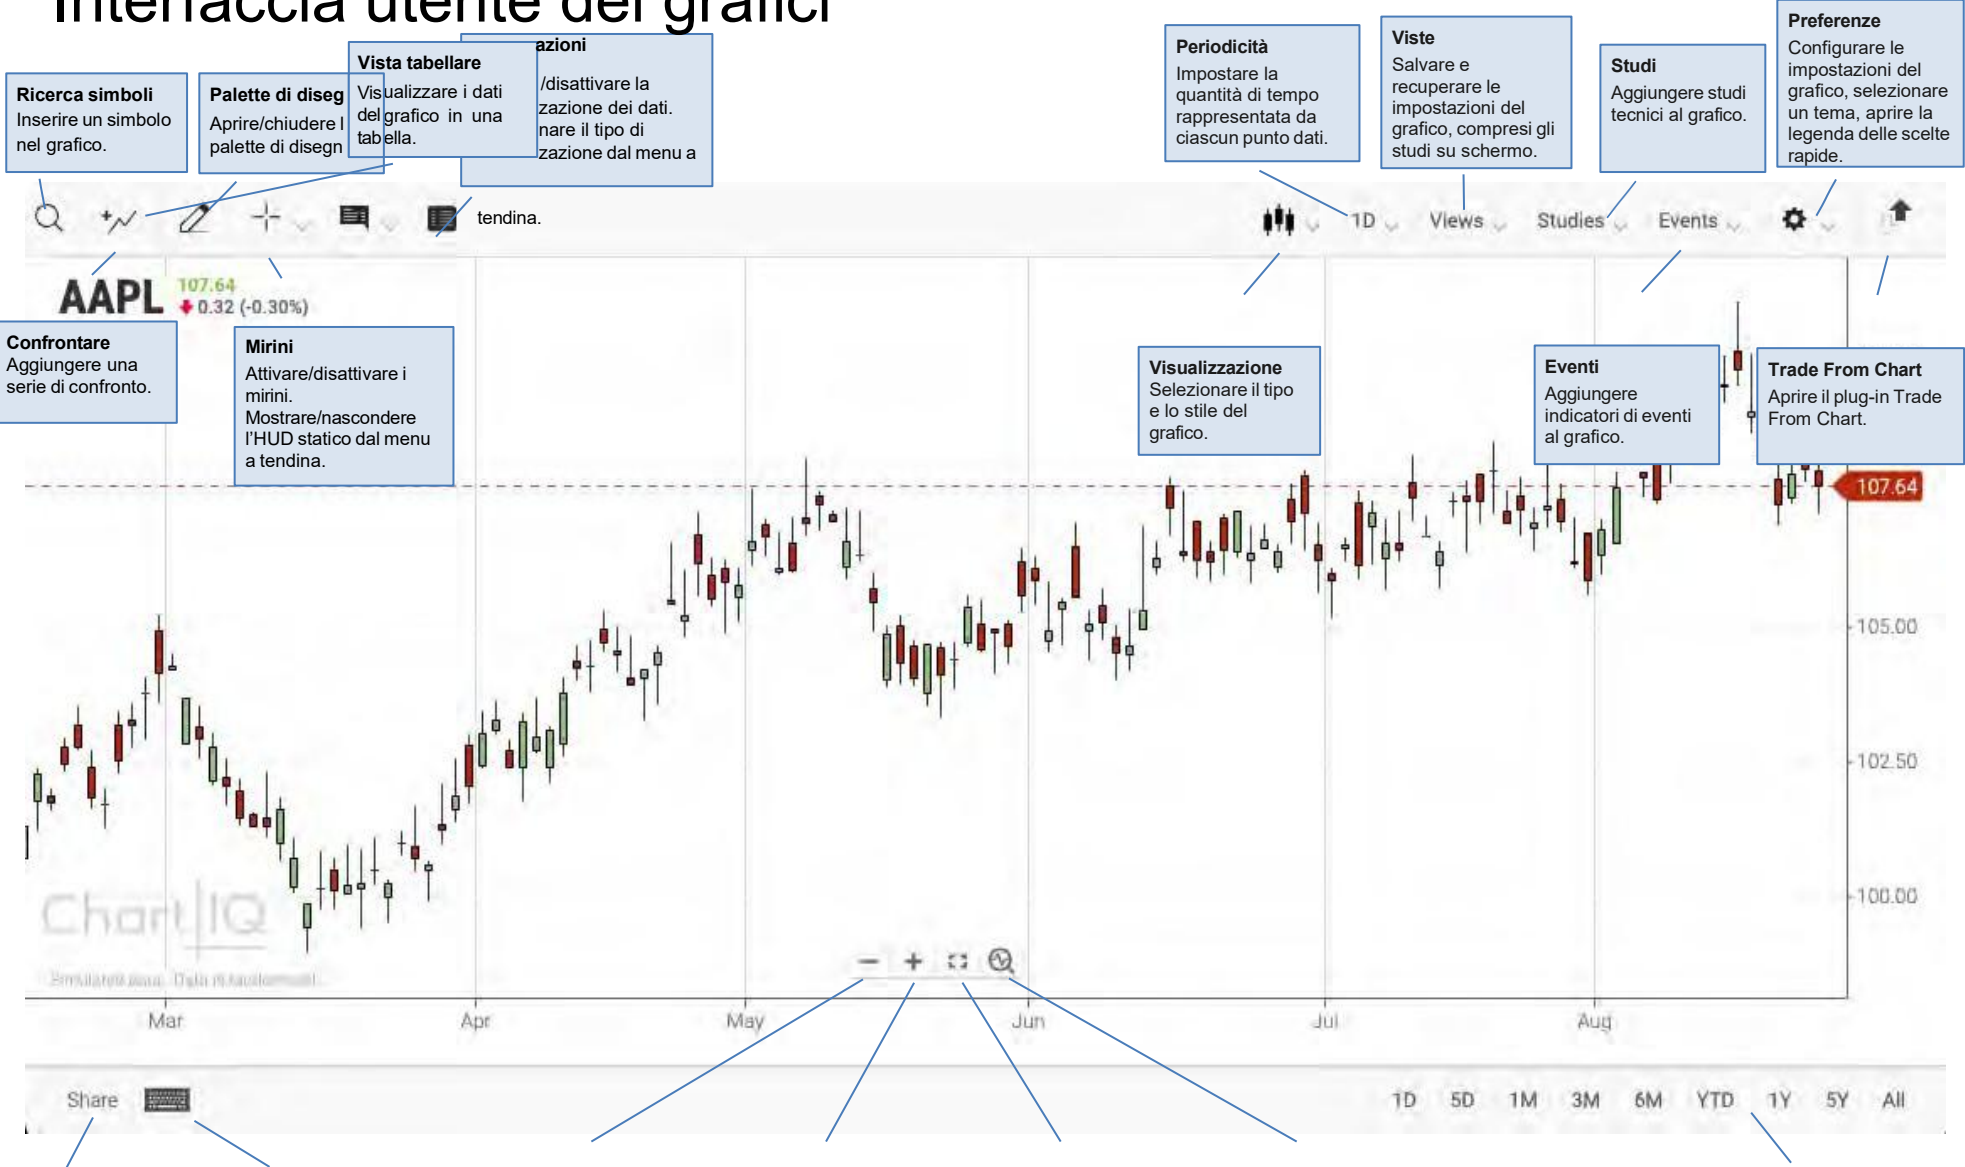 Interfaccia utente dei grafici
Ricerca simboli
Inserire un simbolo
nel grafico.
Palette di diseg
Aprire/chiudere l
palette di disegn
Vista tabellare
Visualizzare i dati
del grafico in una
tabella.
azioni
/disattivare la
zazione dei dati.
nare il tipo di
zazione dal menu a
tendina.
Periodicità
Impostare la
quantità di tempo
rappresentata da
ciascun punto dati.
Viste
Salvare e
recuperare le
impostazioni del
grafico, compresi gli
studi su schermo.
Studi
Aggiungere studi
tecnici al grafico.
Preferenze
Configurare le
impostazioni del
grafico, selezionare
un tema, aprire la
legenda delle scelte
rapide.
1D Views Studies Events
AAPL
107.64
0.32 (-0.30%)
Confrontare
Aggiungere una
serie di confronto.
Mirini
Attivare/disattivare i
mirini.
Mostrare/nascondere
l'HUD statico dal menu
a tendina.
Visualizzazione
Selezionare il tipo
e lo stile del
grafico.
Eventi
Aggiungere
indicatori di eventi
al grafico.
Trade From Chart
Aprire il plug-in Trade
From Chart.
107.64
105.00
102.50
100.00
ChartIQ
Mar Apr May Jun Jul Aug
Share
1D 5D 1M 3M 6M YTD 1Y 5Y All